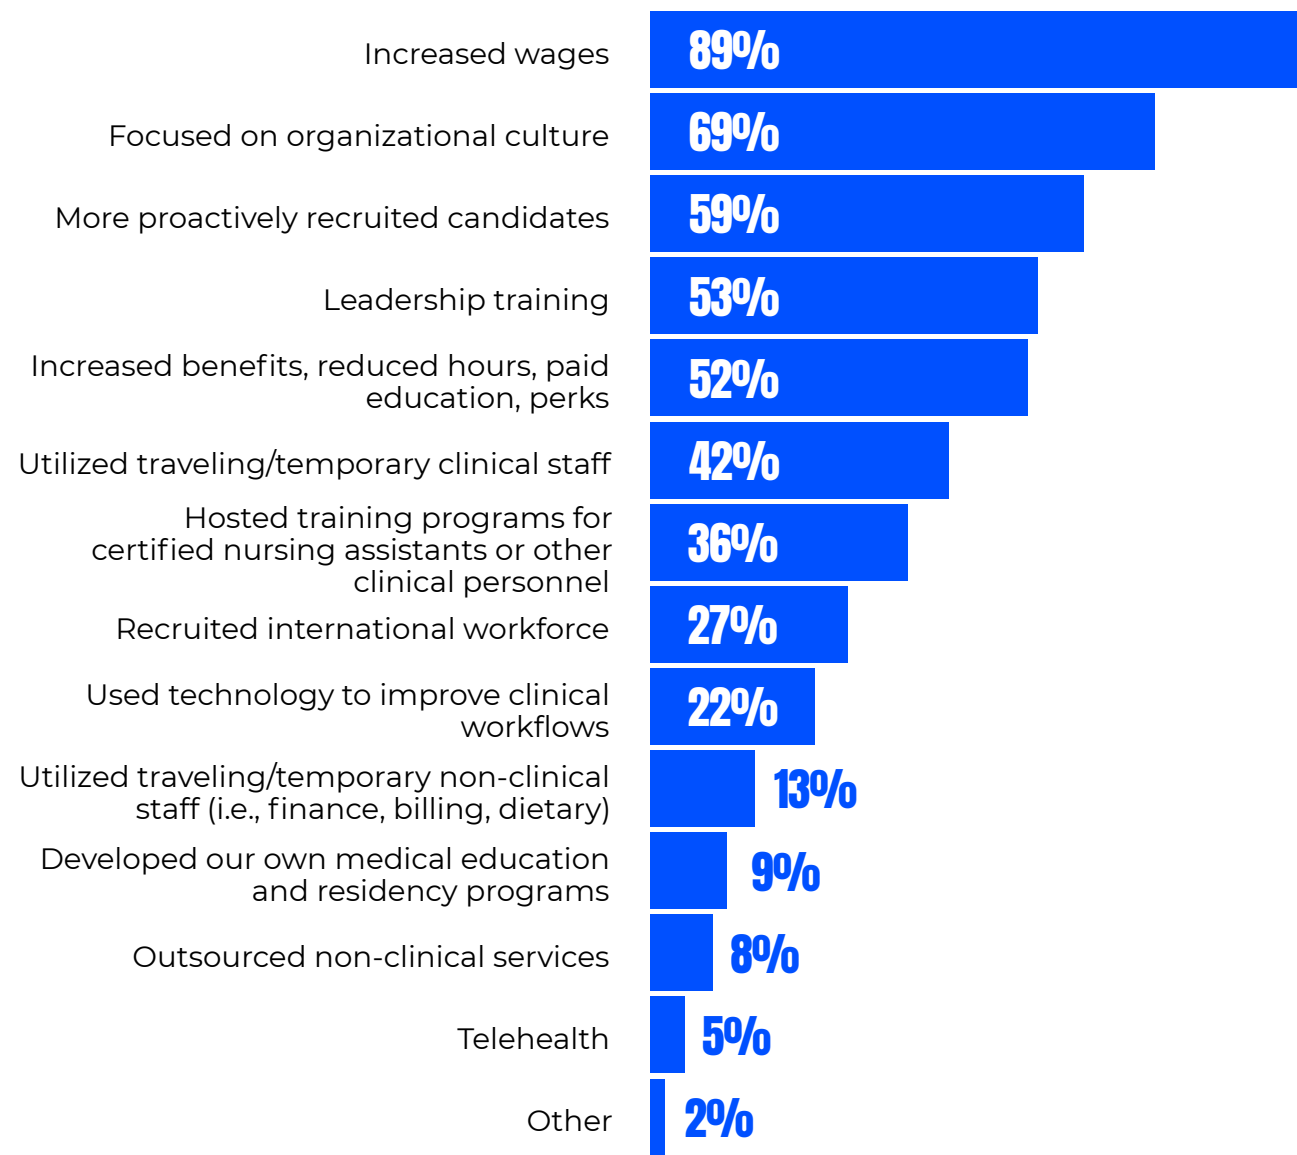 Increased wages
89%
Focused on organizational culture
69%
More proactively recruited candidates
59%
Leadership training
53%
Increased benefits, reduced hours, paid
education, perks
52%
Utilized traveling/temporary clinical staff
42%
Hosted training programs for
certified nursing assistants or other
clinical personnel
36%
Recruited international workforce
27%
Used technology to improve clinical
workflows
22%
Utilized traveling/temporary non-clinical
staff (i.e., finance, billing, dietary)
13%
Developed our own medical education
and residency programs
9%
Outsourced non-clinical services
8%
Telehealth
5%
Other
2%